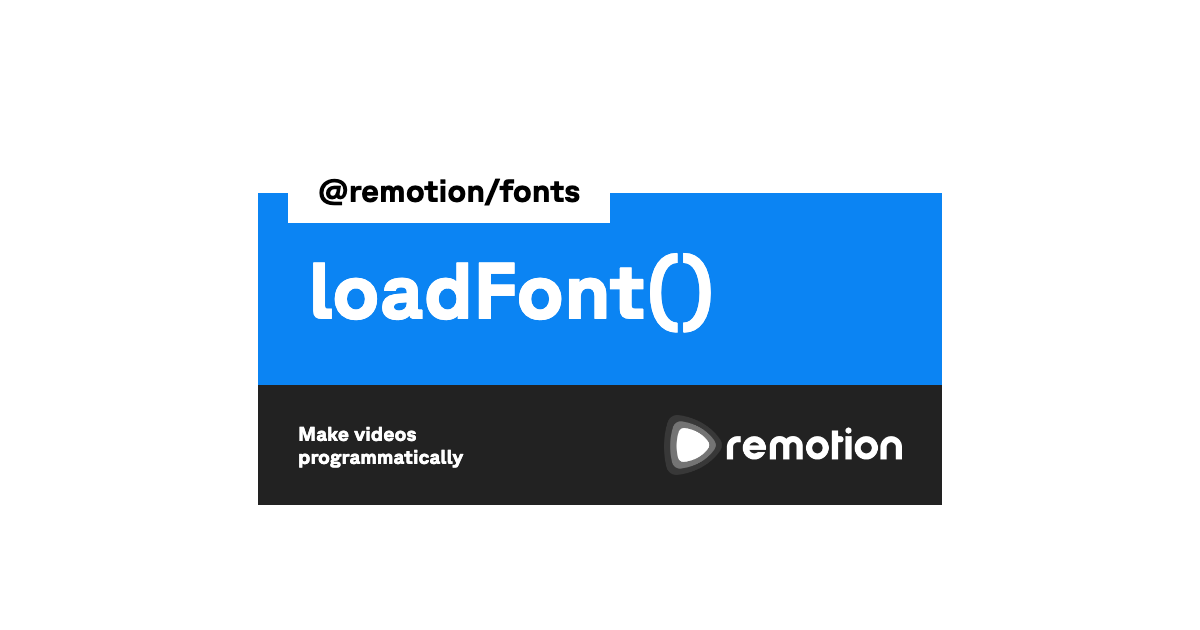 @remotion/fonts
loadFont()
Make videos
programmatically
remotion